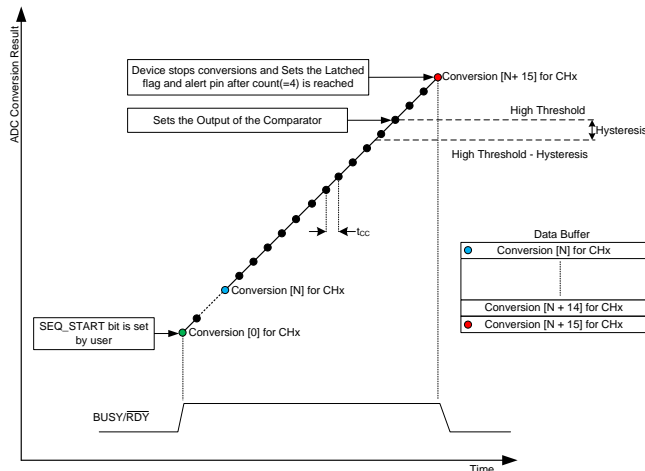 ADC Conversion Result
Device stops conversions and Sets the Latched
flag and alert pin after count(=4) is reached
Conversion [N+ 15] for CHx
Sets the Output of the Comparator
High Threshold
Hysteresis
High Threshold - Hysteresis
tCC
Data Buffer
Conversion [N] for CHx
Conversion [N + 14] for CHx
Conversion [N + 15] for CHx
Conversion [N] for CHx
SEQ_START bit is set
by user
Conversion [0] for CHx
BUSY/RDY
Time